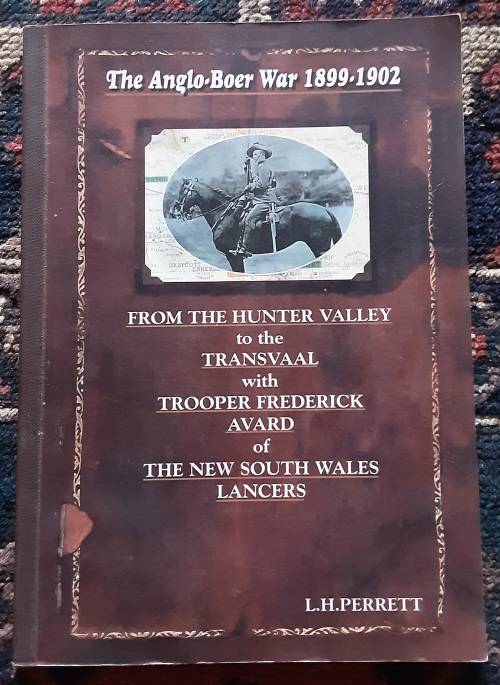 The Anglo-Boer War 1899-1902
FROM THE HUNTER VALLEY
to the
TRANSVAAL
with
TROOPER FREDERICK
AVARD
of
THE NEW SOUTH WALES
LANCERS
L.H.PERRETT